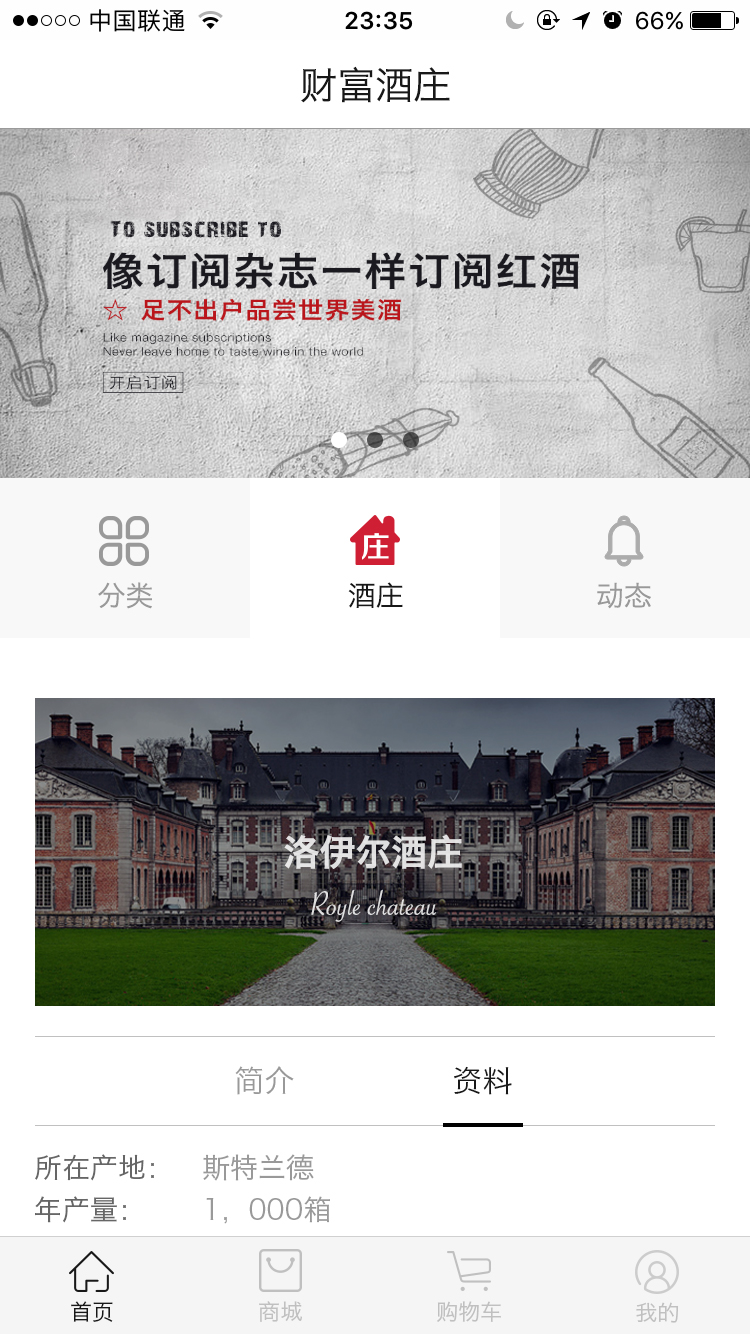 中国联通
23:35
66%
财富酒庄
TO SUBSCRIBE TO
像订阅杂志一样订阅红酒
☆ 足不出户品尝世界美酒
Like magazine subscriptions
Never leave home to taste wine in the world
开启订阅
分类
庄
酒庄
动态
洛伊尔酒庄
Royle chateau
简介
资料
所在产地： 斯特兰德
年产量： 1，000箱
首页
商城
购物车
我的